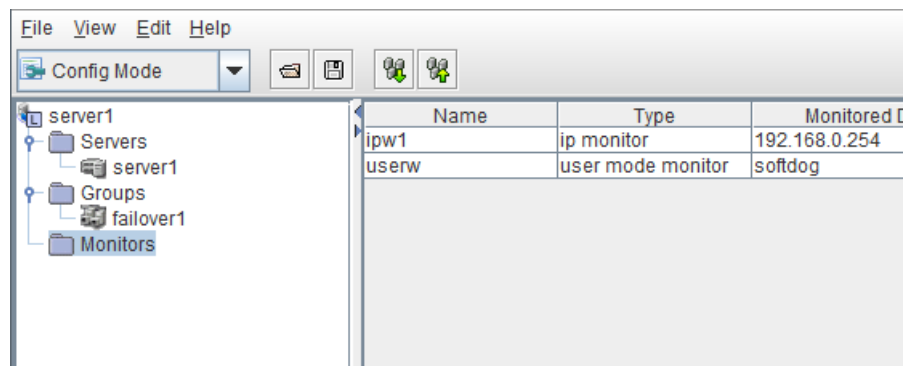 File View Edit Help
Config Mode
server1
Servers
server1
Groups
failover1
Monitors
Name Type Monitored
ipw1 ip monitor 192.168.0.254
userw user mode monitor softdog